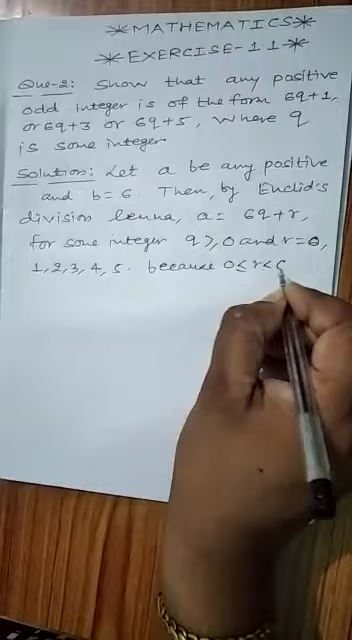 *MATHEMATICS*
*EXERCISE-1.1*
Que-2: Show that any positive
odd integer is of the form 6q+1,
or 6q+3 or 6q+5, where q
is some integer.
Solution: Let a be any positive
and b=6. Then, by Euclid's
division lemma, a = 6q+r,
for some integer q ≥ 0 and r=0,
1,2,3,4,5. because 0≤r<